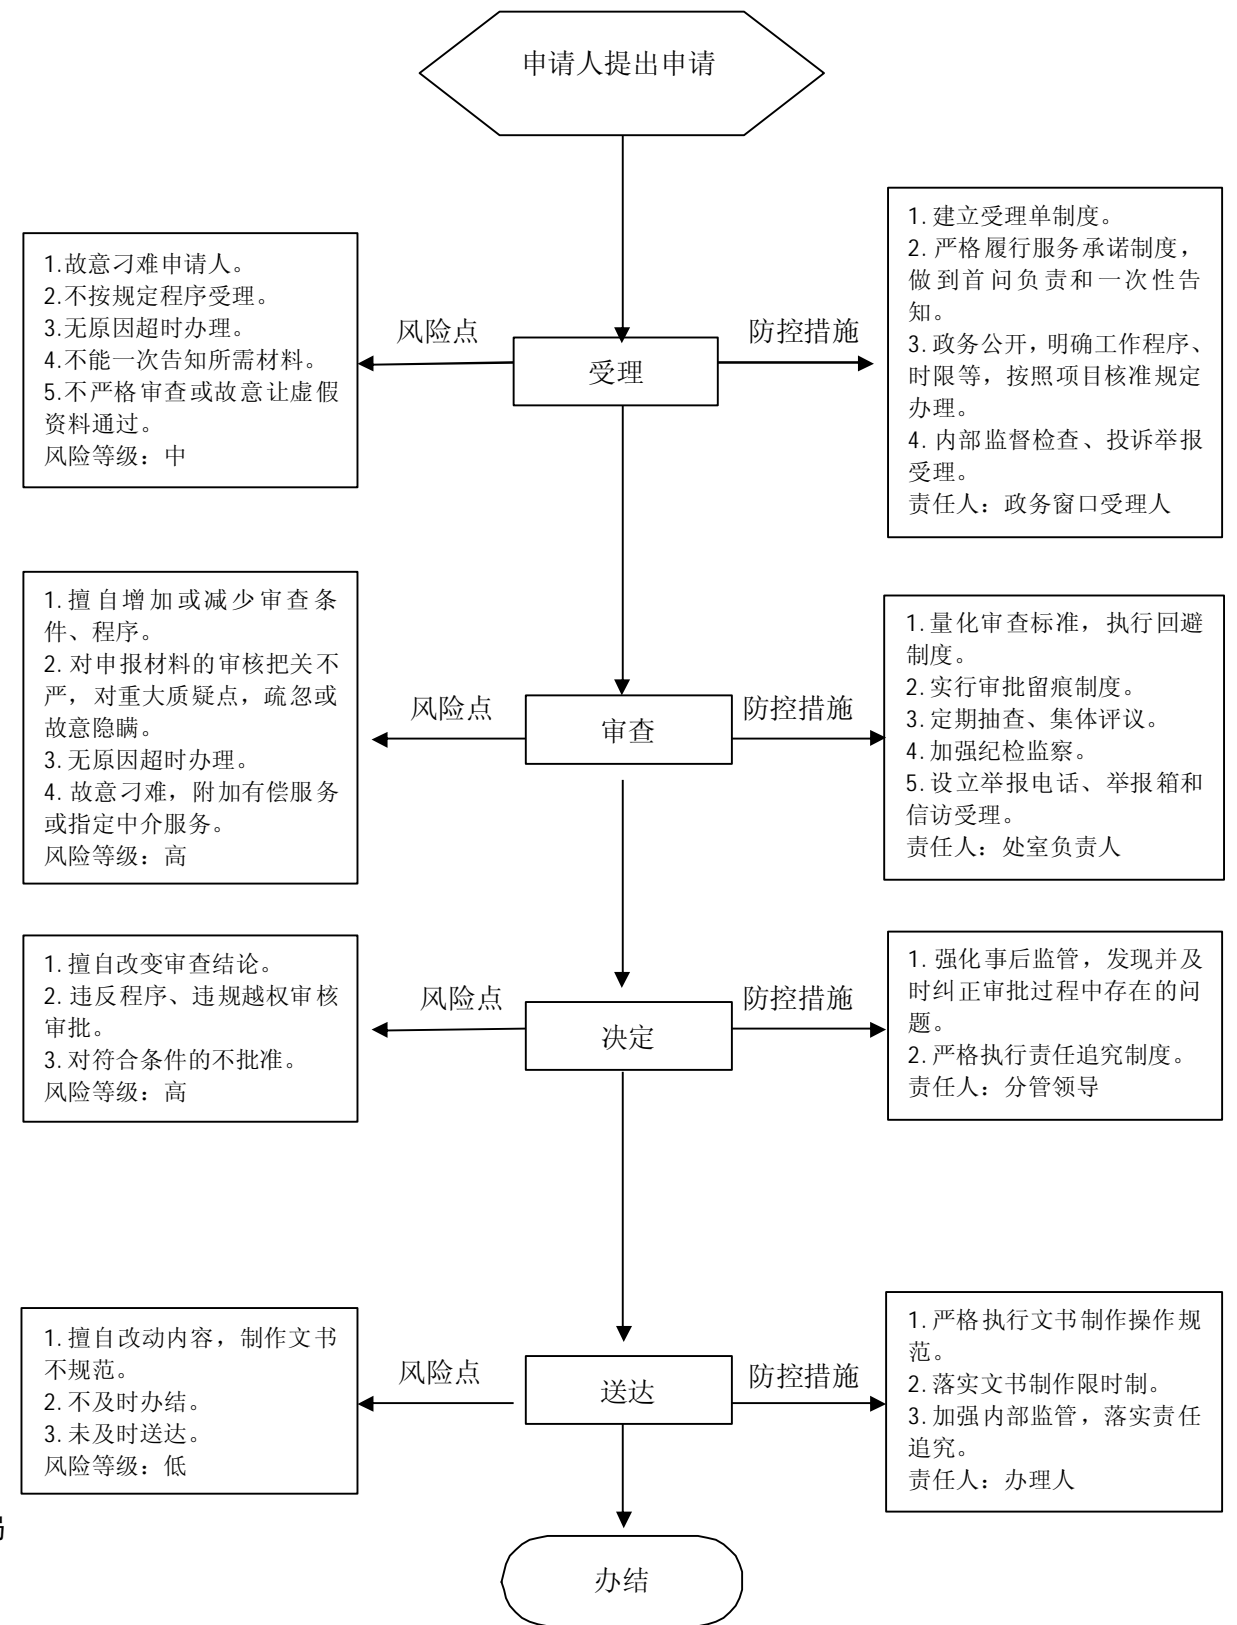 申请人提出申请
1.故意刁难申请人。
2.不按规定程序受理。
3.无原因超时办理。
4.不能一次告知所需材料。
5.不严格审查或故意让虚假
资料通过。
风险等级：中
风险点
受理
防控措施
1.建立受理单制度。
2.严格履行服务承诺制度，
做到首问负责和一次性告
知。
3.政务公开，明确工作程序、
时限等，按照项目核准规定
办理。
4.内部监督检查、投诉举报
受理。
责任人：政务窗口受理人
1.擅自增加或减少审查条
件、程序。
2.对申报材料的审核把关不
严，对重大质疑点，疏忽或
故意隐瞒。
3.无原因超时办理。
4.故意刁难，附加有偿服务
或指定中介服务。
风险等级：高
风险点
审查
防控措施
1.量化审查标准，执行回避
制度。
2.实行审批留痕制度。
3.定期抽查、集体评议。
4.加强纪检监察。
5.设立举报电话、举报箱和
信访受理。
责任人：处室负责人
1.擅自改变审查结论。
2.违反程序、违规越权审核
审批。
3.对符合条件的不批准。
风险等级：高
风险点
决定
防控措施
1.强化事后监管，发现并及
时纠正审批过程中存在的问
题。
2.严格执行责任追究制度。
责任人：分管领导
1.擅自改动内容，制作文书
不规范。
2.不及时办结。
3.未及时送达。
风险等级：低
风险点
送达
防控措施
1.严格执行文书制作操作规
范。
2.落实文书制作限时制。
3.加强内部监管，落实责任
追究。
责任人：办理人
办结